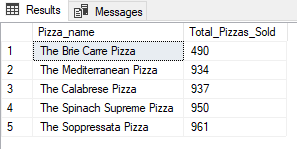 Results Messages
Pizza_name Total_Pizzas_Sold
1 The Brie Carre Pizza 490
2 The Mediterranean Pizza 934
3 The Calabrese Pizza 937
4 The Spinach Supreme Pizza 950
5 The Soppressata Pizza 961